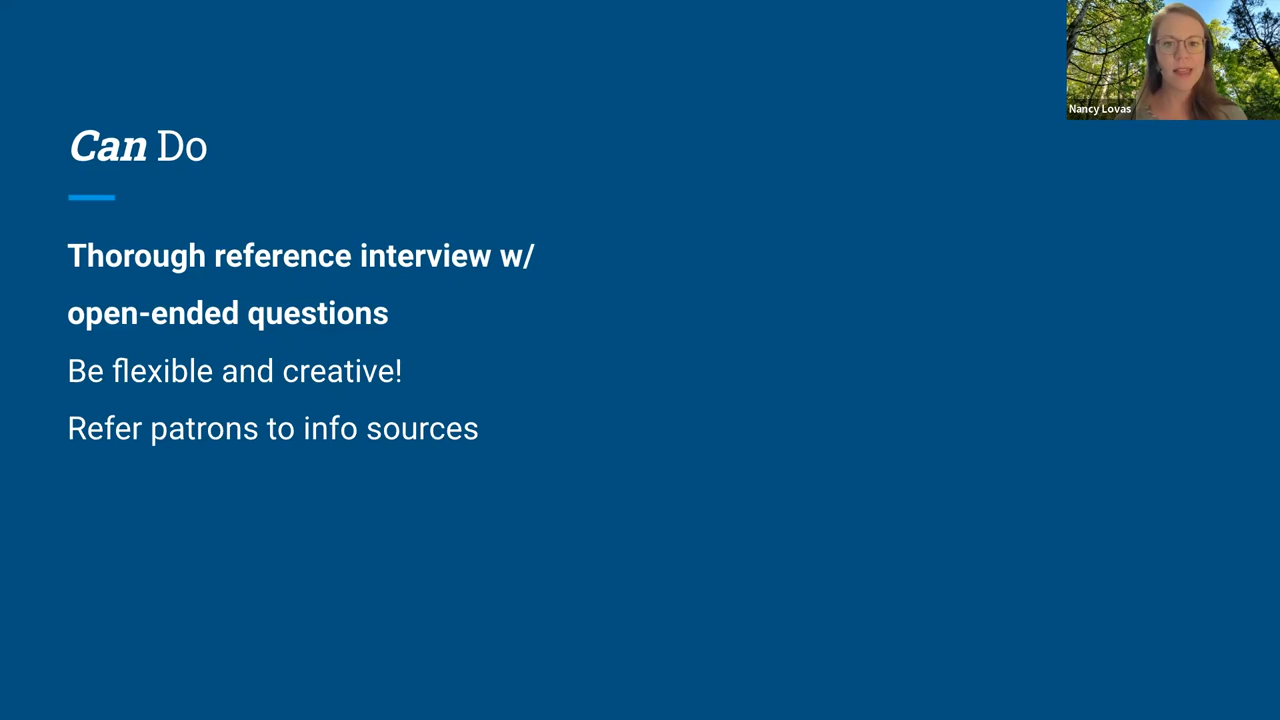 Nancy Lovas
Can Do
Thorough reference interview w/
open-ended questions
Be flexible and creative!
Refer patrons to info sources